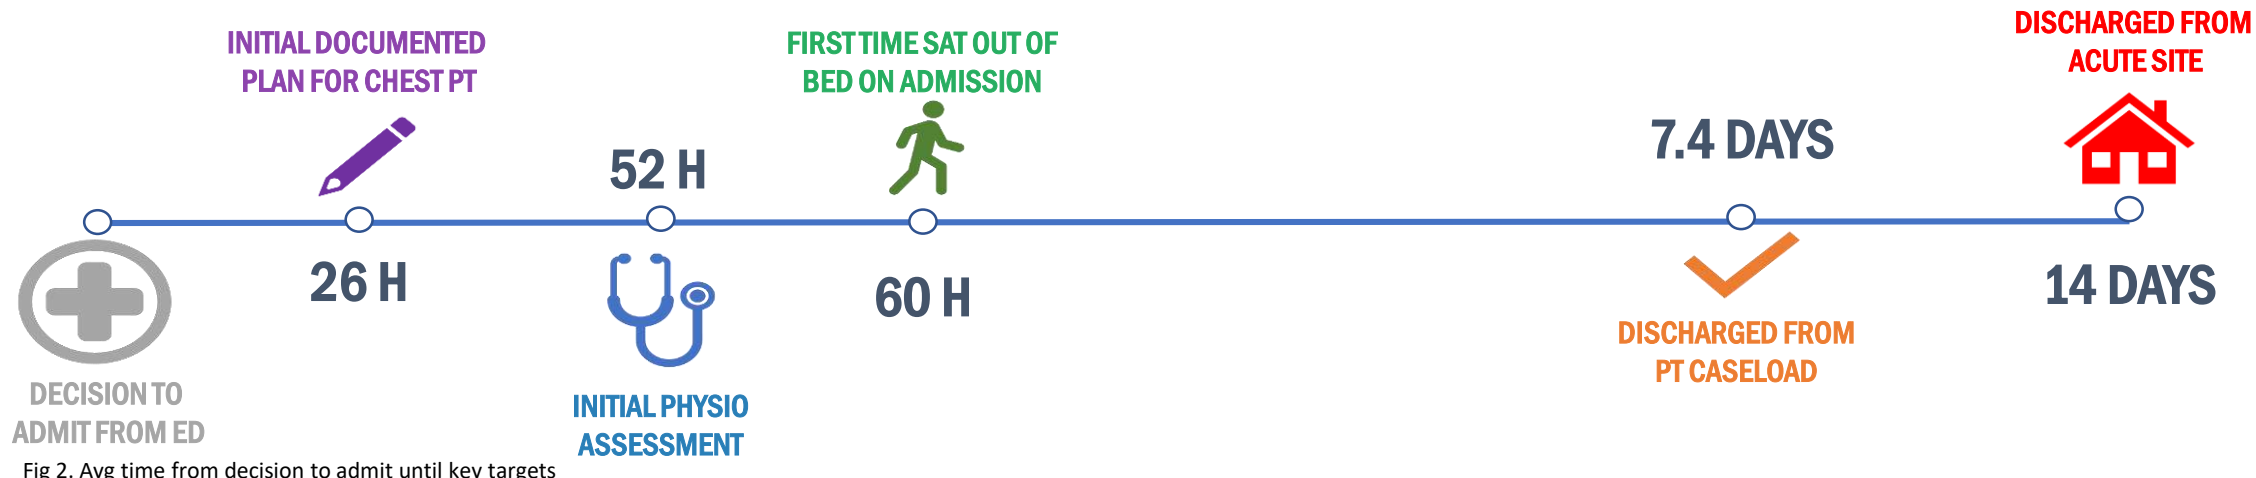 INITIAL DOCUMENTED
PLAN FOR CHEST PT
FIRST TIME SAT OUT OF
BED ON ADMISSION
DISCHARGED FROM
ACUTE SITE
52 H
7.4 DAYS
26 H
60 H
14 DAYS
DECISION TO
ADMIT FROM ED
INITIAL PHYSIO
ASSESSMENT
DISCHARGED FROM
PT CASELOAD
Fig 2. Avg time from decision to admit until key targets